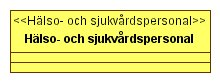 <<Hälso- och sjukvårdspersonal>>
Hälso- och sjukvårdspersonal